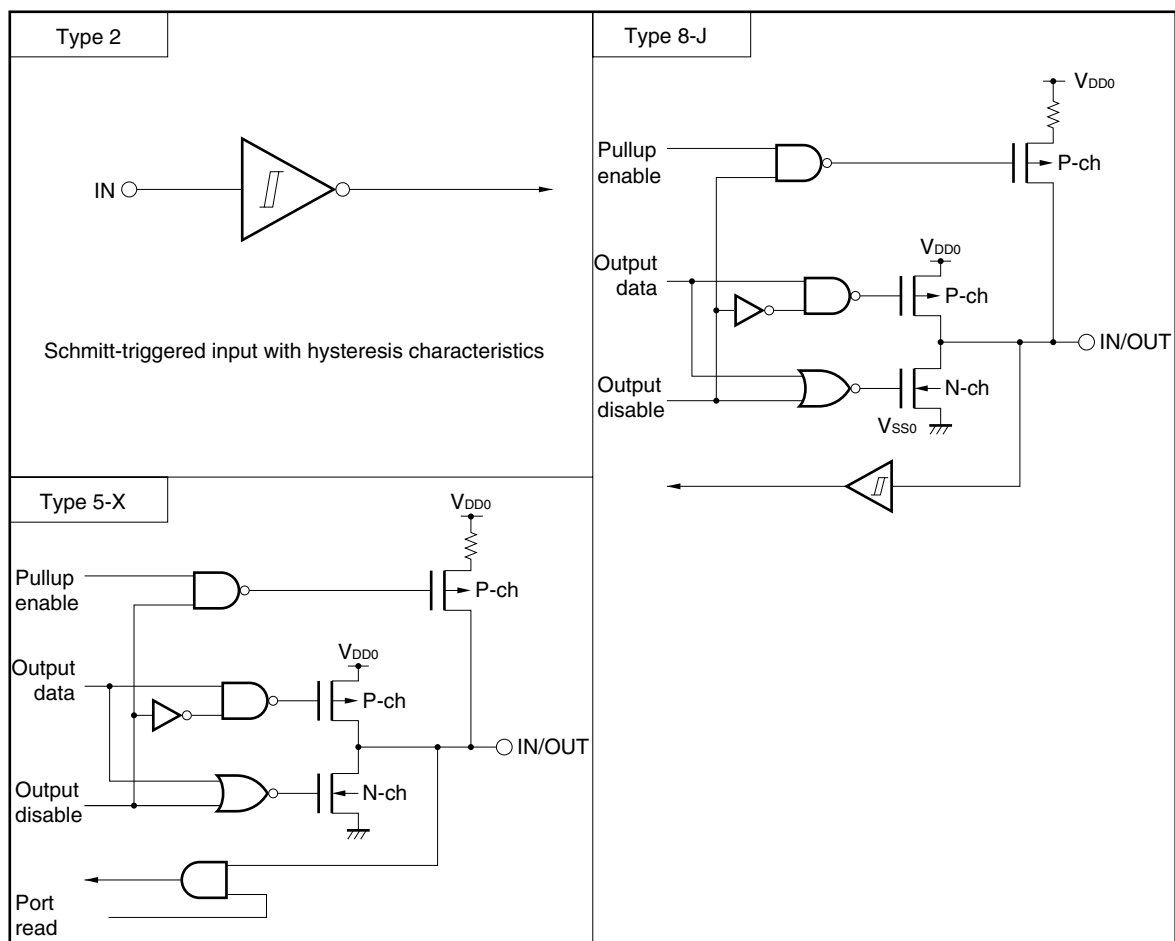 Type 2
IN
Schmitt-triggered input with hysteresis characteristics
Type 5-X
VDD0
Pullup
enable
P-ch
Output
data
VDD0
P-ch
IN/OUT
Output
disable
N-ch
Port
read
Type 8-J
VDD0
Pullup
enable
P-ch
Output
data
VDD0
P-ch
IN/OUT
Output
disable
N-ch
VSS0